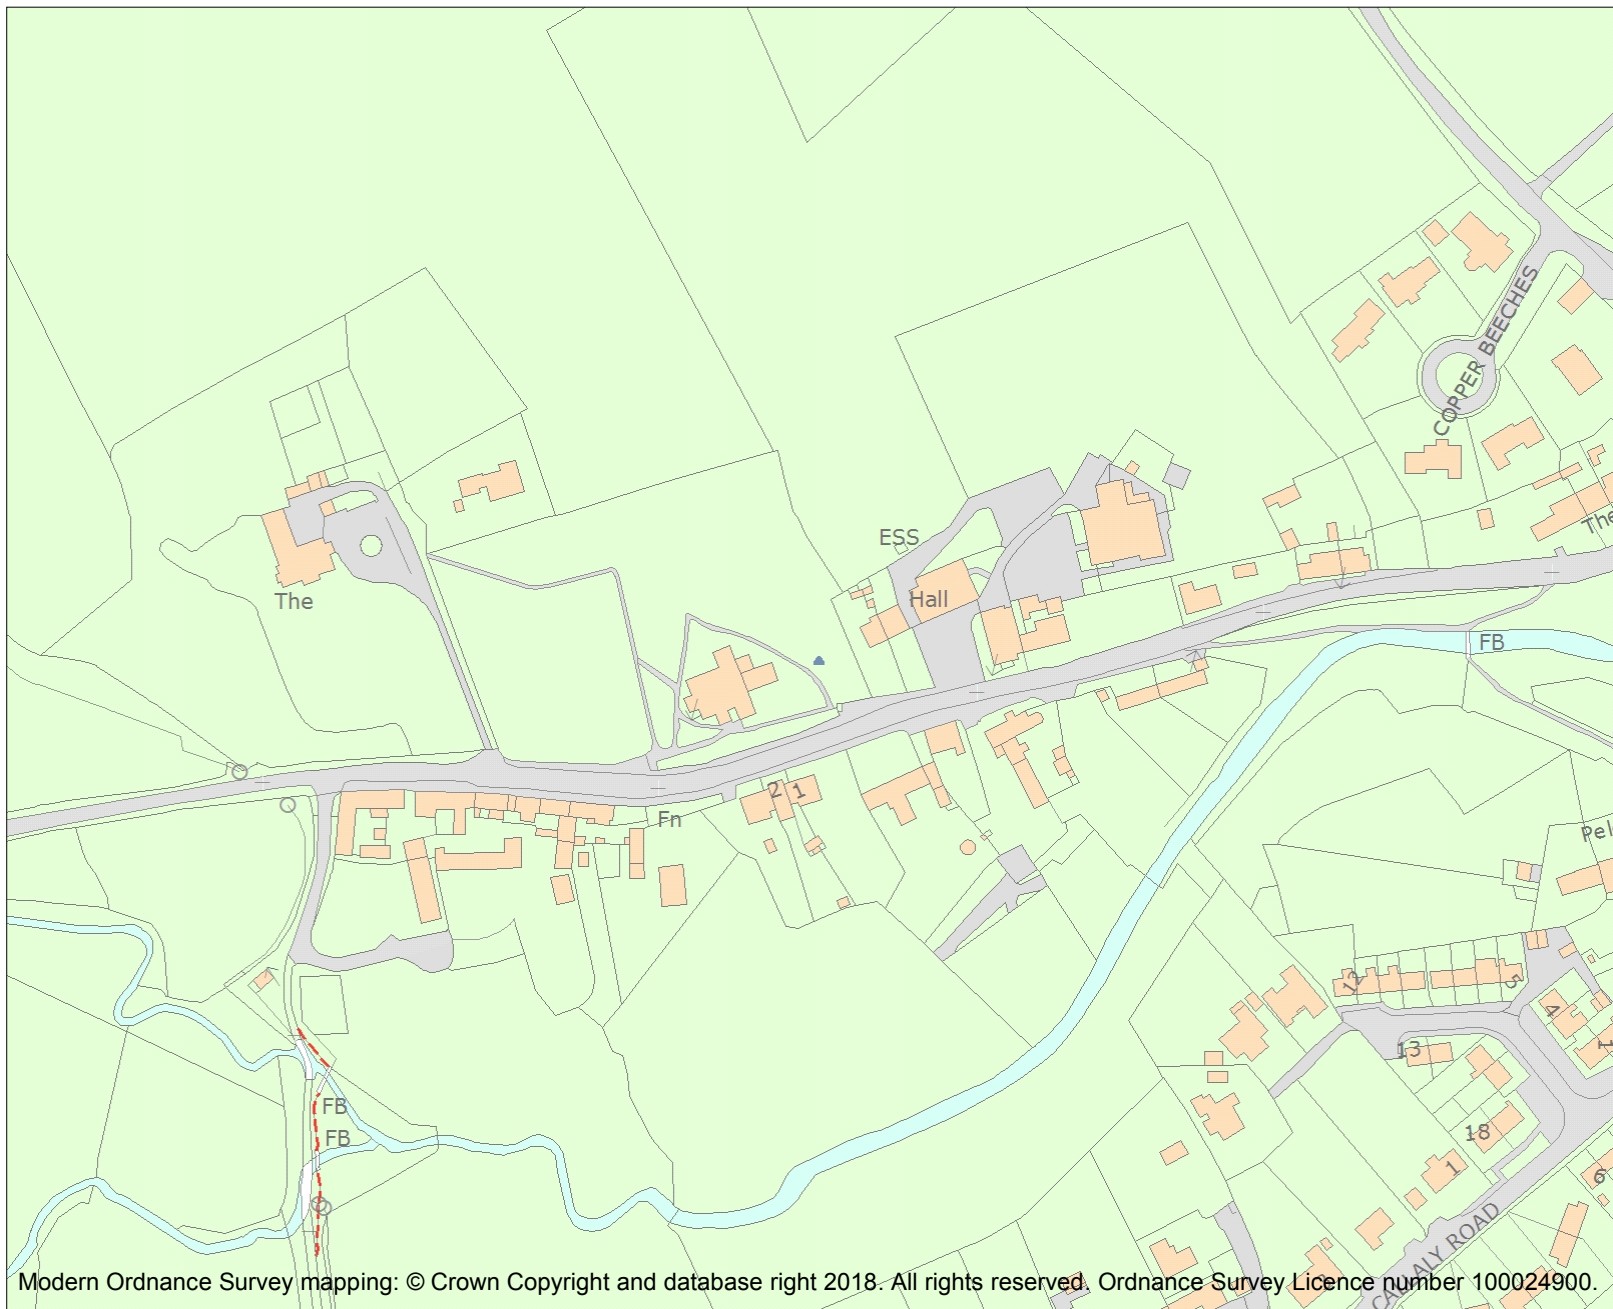 COPPER BEECHES
The
ESS
The
Hall
FB
2
1
Fn
Pel
12
5
4
13
1
FB
FB
18
1
6
CALLALY ROAD
Modern Ordnance Survey mapping: © Crown Copyright and database right 2018. All rights reserved. Ordnance Survey Licence number 100024900.